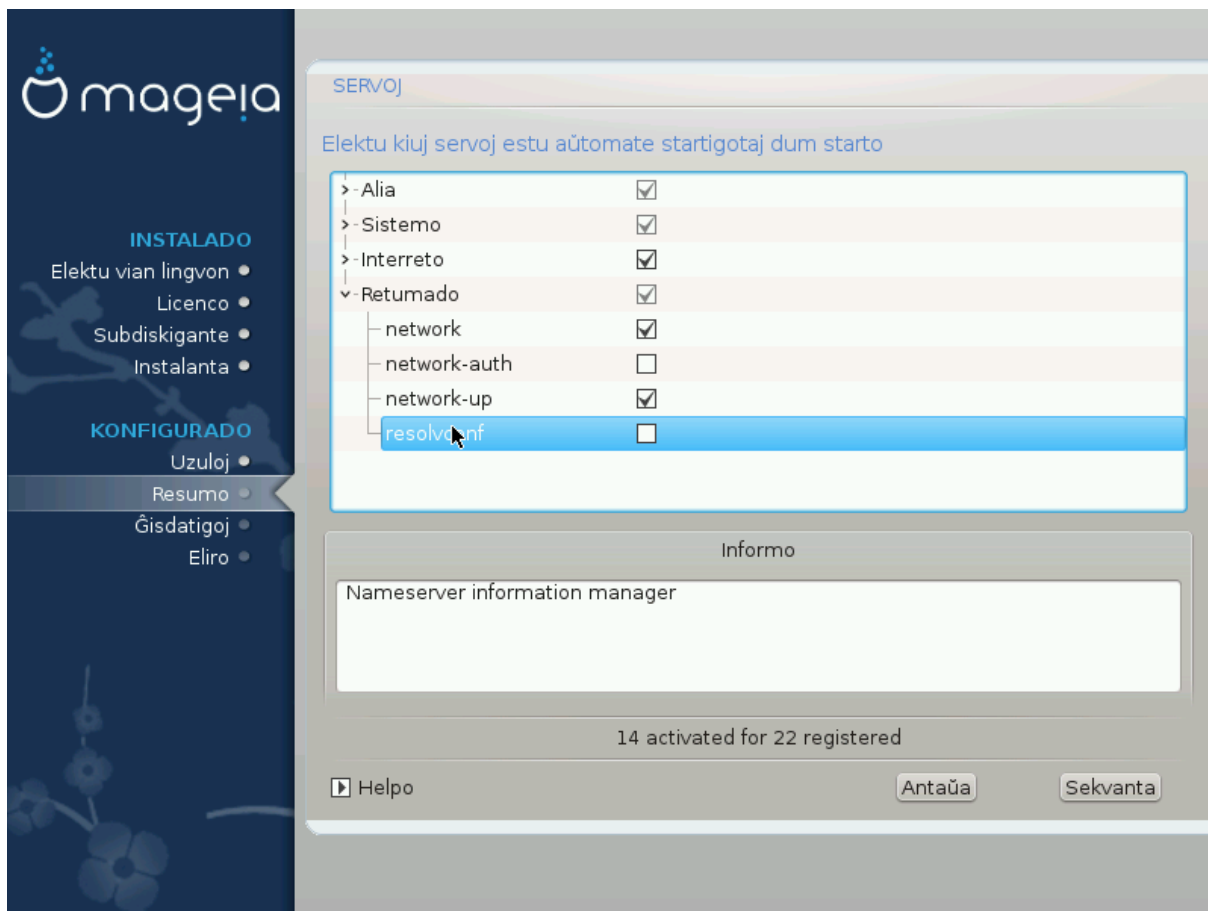 mageia
INSTALADO
Elektu vian lingvon
Licenco
Subdiskigante
Instalanta
KONFIGURADO
Uzuloj
Resumo
Ĝisdatigoj
Eliro
SERVOJ
Elektu kiuj servoj estu aŭtomate startigotaj dum starto
Alia
Sistemo
Interreto
Retumado
network
network-auth
network-up
resolvconf
Informo
Nameserver information manager
14 activated for 22 registered
Helpo
Antaŭa
Sekvanta